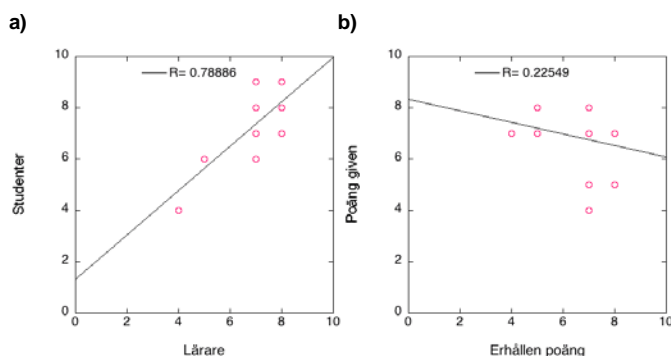 a)
R= 0.78886
10
8
6
4
2
0
Studenter
0 2 4 6 8 10
Lärare
b)
R= 0.22549
10
8
6
4
2
0
Poäng given
0 2 4 6 8 10
Erhållen poäng